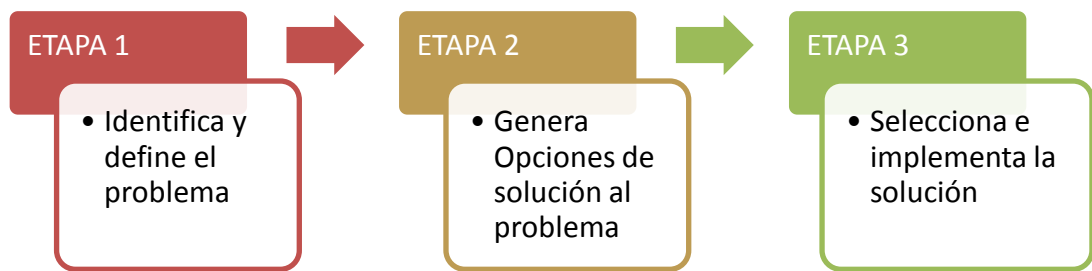 ETAPA 1
• Identifica y
define el
problema
ETAPA 2
• Genera
Opciones de
solución al
problema
ETAPA 3
• Selecciona e
implementa la
solución